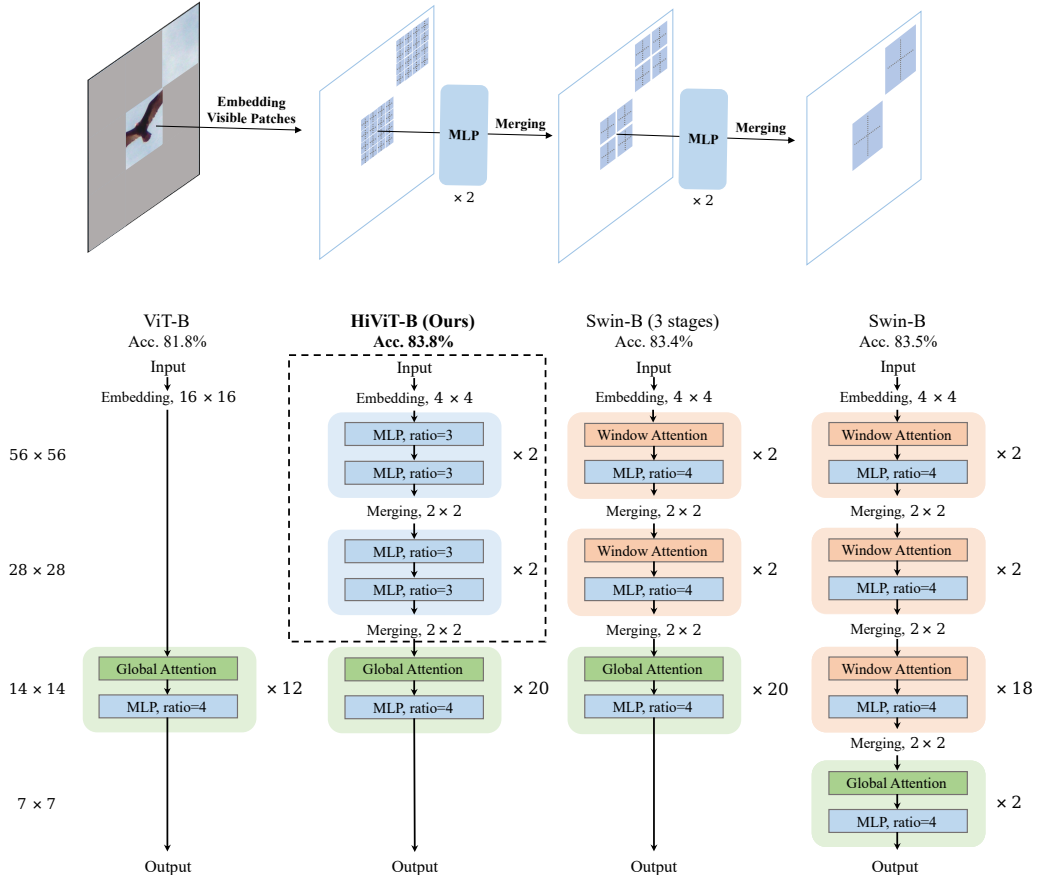 Embedding
Visible Patches
MLP
× 2
Merging
MLP
× 2
Merging
ViT-B
Acc. 81.8%
Input
Embedding, 16 × 16
Global Attention
MLP, ratio=4
× 12
Output
HiViT-B (Ours)
Acc. 83.8%
Input
Embedding, 4 × 4
MLP, ratio=3
MLP, ratio=3
× 2
Merging, 2 × 2
MLP, ratio=3
MLP, ratio=3
× 2
Merging, 2 × 2
Global Attention
MLP, ratio=4
× 20
Output
Swin-B (3 stages)
Acc. 83.4%
Input
Embedding, 4 × 4
Window Attention
MLP, ratio=4
× 2
Merging, 2 × 2
Window Attention
MLP, ratio=4
× 2
Merging, 2 × 2
Global Attention
MLP, ratio=4
× 20
Output
Swin-B
Acc. 83.5%
Input
Embedding, 4 × 4
Window Attention
MLP, ratio=4
× 2
Merging, 2 × 2
Window Attention
MLP, ratio=4
× 2
Merging, 2 × 2
Window Attention
MLP, ratio=4
× 18
Merging, 2 × 2
Global Attention
MLP, ratio=4
× 2
Output
56 × 56
28 × 28
14 × 14
7 × 7